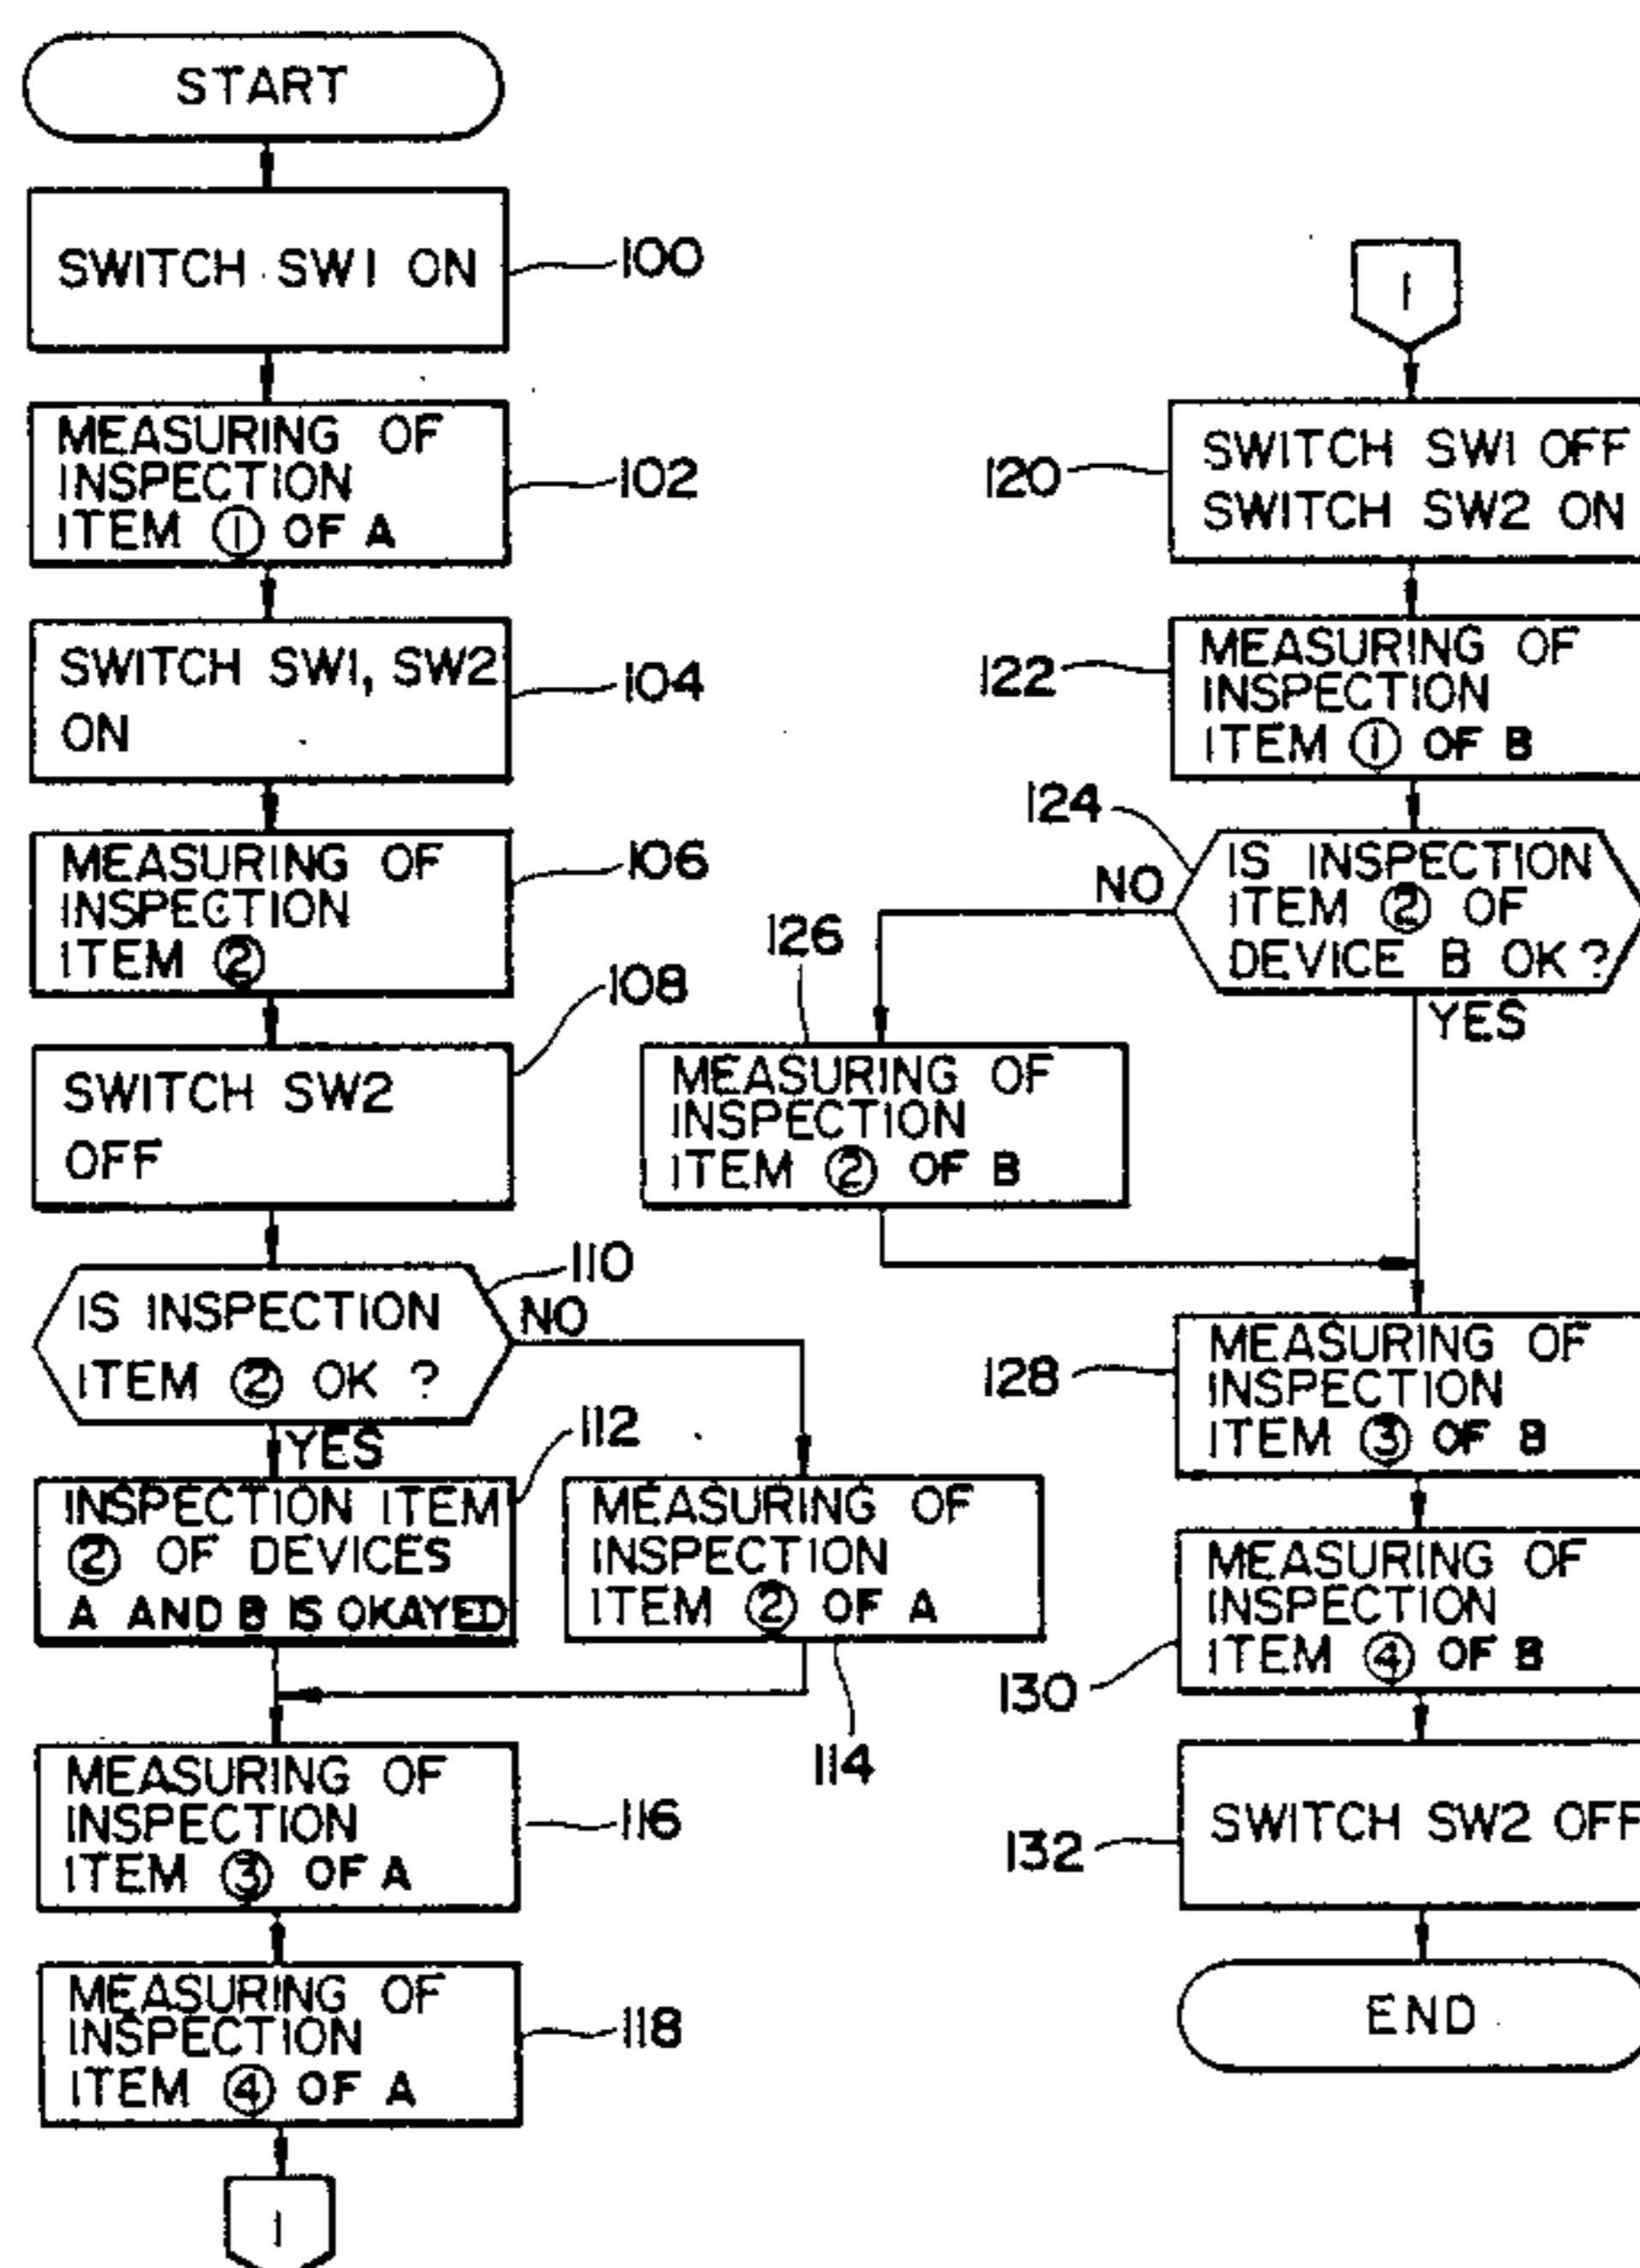 START
SWITCH SW1 ON
100
MEASURING OF
INSPECTION
ITEM ① OF A
102
SWITCH SW1, SW2
ON
104
MEASURING OF
INSPECTION
ITEM ②
106
SWITCH SW2
OFF
108
IS INSPECTION
ITEM ② OK ?
110
NO
YES
INSPECTION ITEM
② OF DEVICES
A AND B IS OKAYED
112
MEASURING OF
INSPECTION
ITEM ② OF A
114
MEASURING OF
INSPECTION
ITEM ③ OF A
116
MEASURING OF
INSPECTION
ITEM ④ OF A
118
1
1
SWITCH SW1 OFF
SWITCH SW2 ON
120
MEASURING OF
INSPECTION
ITEM ① OF B
122
124
IS INSPECTION
ITEM ② OF
DEVICE B OK ?
NO
YES
126
MEASURING OF
INSPECTION
ITEM ② OF B
MEASURING OF
INSPECTION
ITEM ③ OF B
128
MEASURING OF
INSPECTION
ITEM ④ OF B
130
SWITCH SW2 OFF
132
END